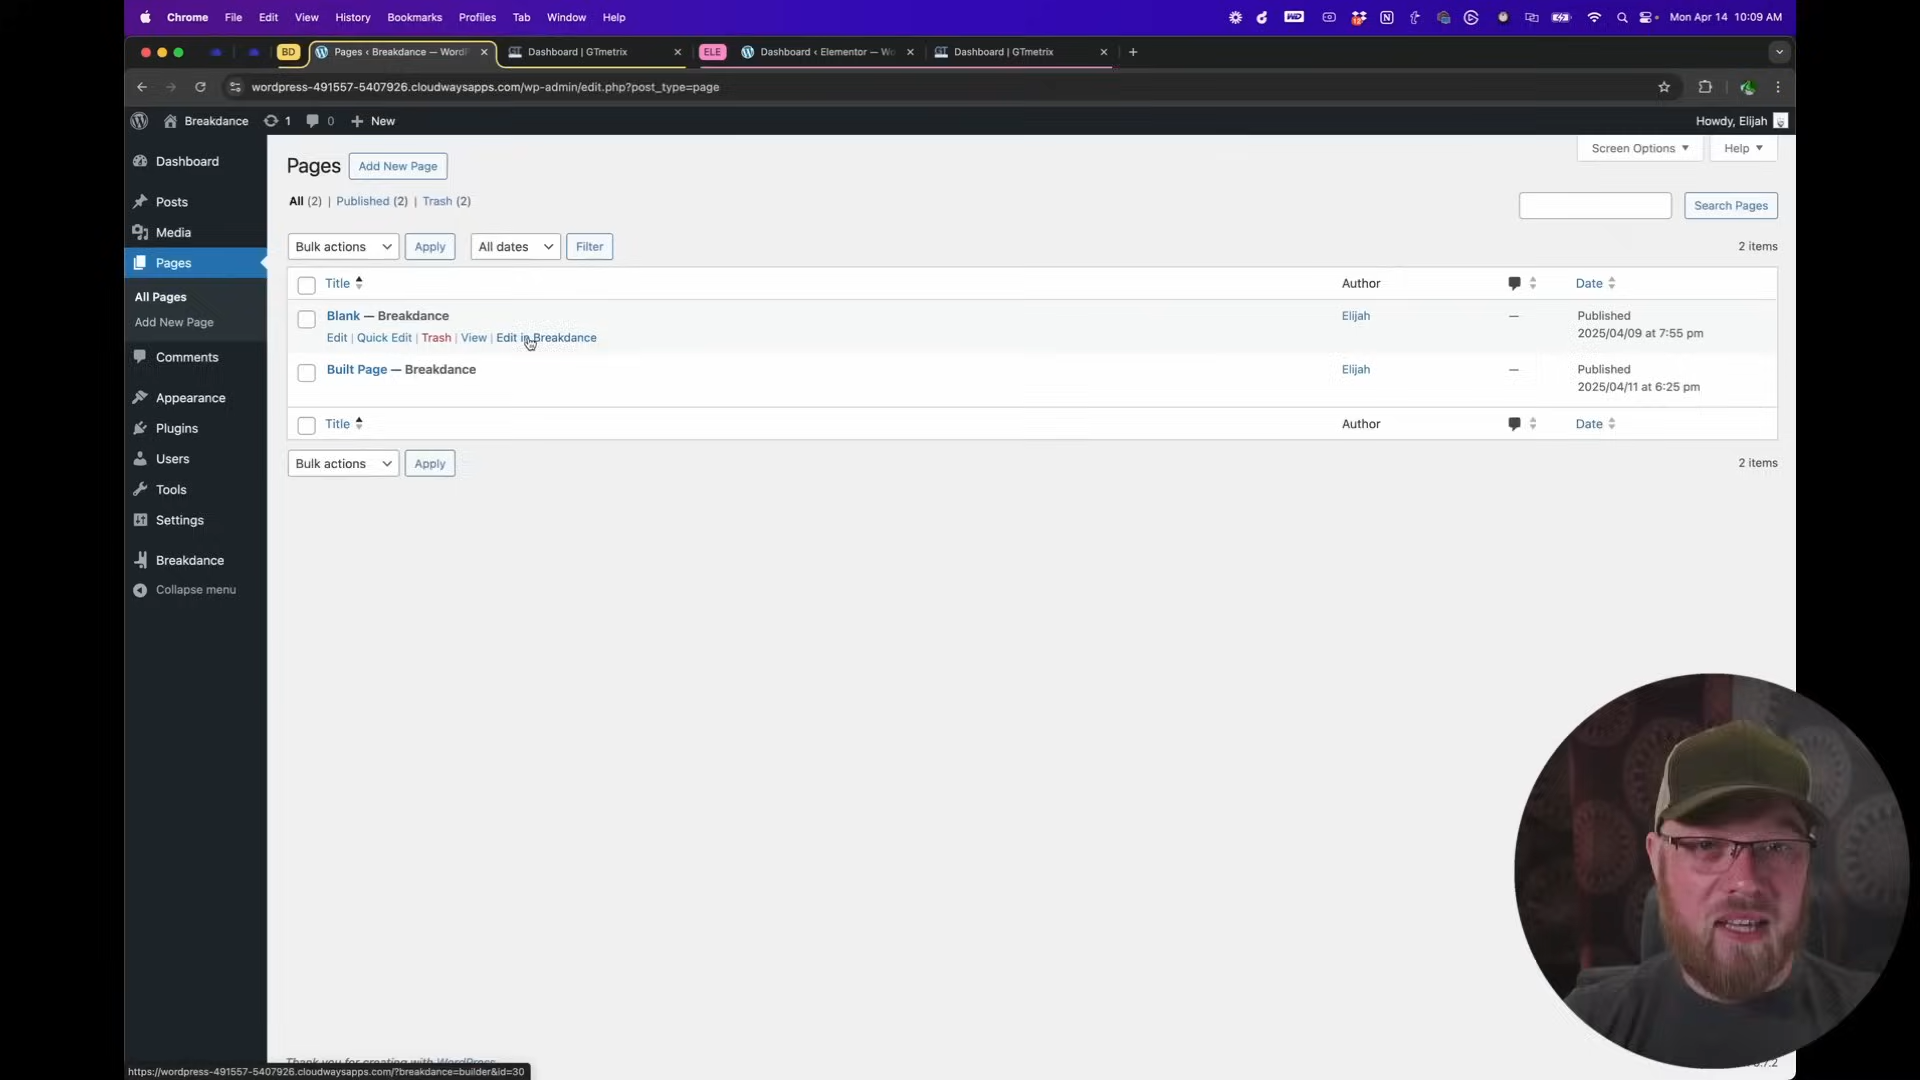 Chrome File Edit View History Bookmarks Profiles Tab Window Help
WD
Mon Apr 14 10:09 AM
BD
Pages ‹ Breakdance — WordP
Dashboard | GTmetrix
ELE
Dashboard ‹ Elementor — Wo
Dashboard | GTmetrix
wordpress-491557-5407926.cloudwaysapps.com/wp-admin/edit.php?post_type=page
Breakdance 1 0 New
Howdy, Elijah
Dashboard
Posts
Media
Pages
All Pages
Add New Page
Comments
Appearance
Plugins
Users
Tools
Settings
Breakdance
Collapse menu
Screen Options
Help
Pages
Add New Page
All (2) | Published (2) | Trash (2)
Search Pages
Bulk actions
Apply
All dates
Filter
2 items
Title
Author
Date
Blank — Breakdance
Edit | Quick Edit | Trash | View | Edit in Breakdance
Elijah
—
Published
2025/04/09 at 7:55 pm
Built Page — Breakdance
Elijah
—
Published
2025/04/11 at 6:25 pm
Title
Author
Date
Bulk actions
Apply
2 items
Thank you for creating with WordPress.
https://wordpress-491557-5407926.cloudwaysapps.com/?breakdance=builder&id=30